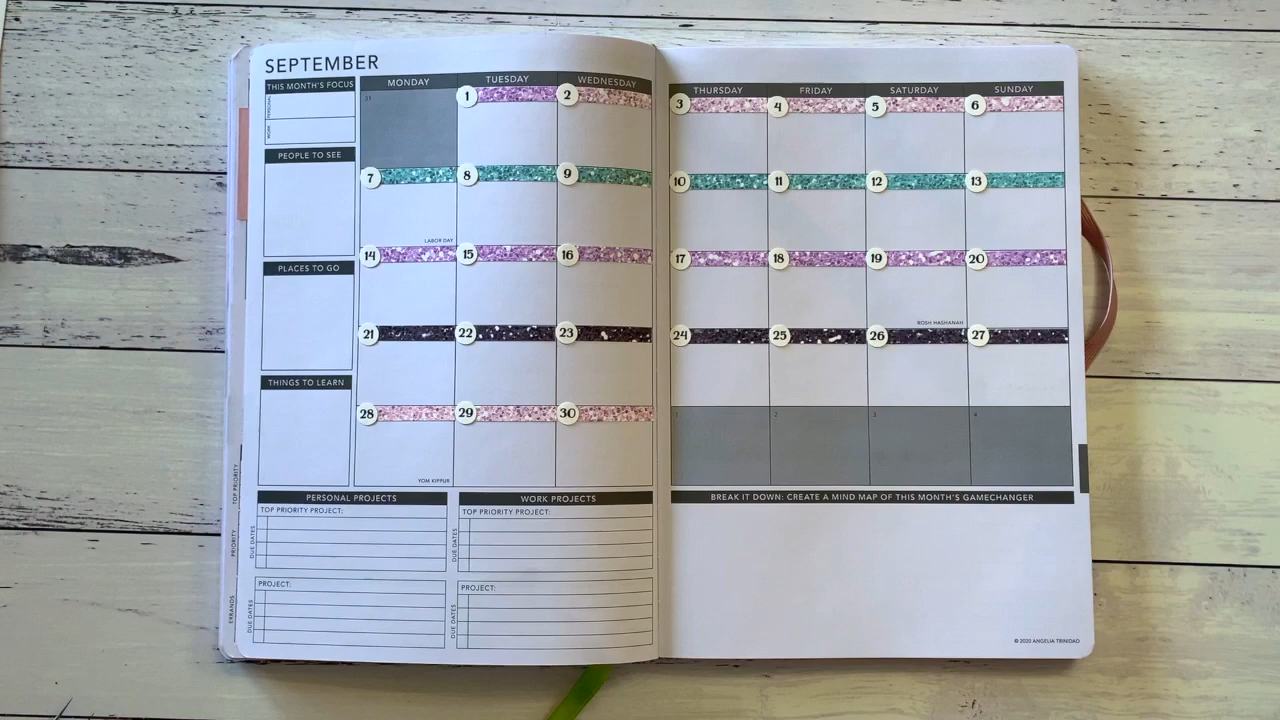 SEPTEMBER
THIS MONTH'S FOCUS
PERSONAL
WORK
PEOPLE TO SEE
PLACES TO GO
THINGS TO LEARN
MONDAY TUESDAY WEDNESDAY THURSDAY FRIDAY SATURDAY SUNDAY
31 1 2 3 4 5 6
7 8 9 10 11 12 13
LABOR DAY
14 15 16 17 18 19 20
ROSH HASHANAH
21 22 23 24 25 26 27
28 29 30 1 2 3 4
YOM KIPPUR
TOP PRIORITY
PRIORITY
ERRANDS
PERSONAL PROJECTS
TOP PRIORITY PROJECT:
DUE DATES
PROJECT:
DUE DATES
WORK PROJECTS
TOP PRIORITY PROJECT:
DUE DATES
PROJECT:
DUE DATES
BREAK IT DOWN: CREATE A MIND MAP OF THIS MONTH'S GAMECHANGER
© 2020 ANGELIA TRINIDAD